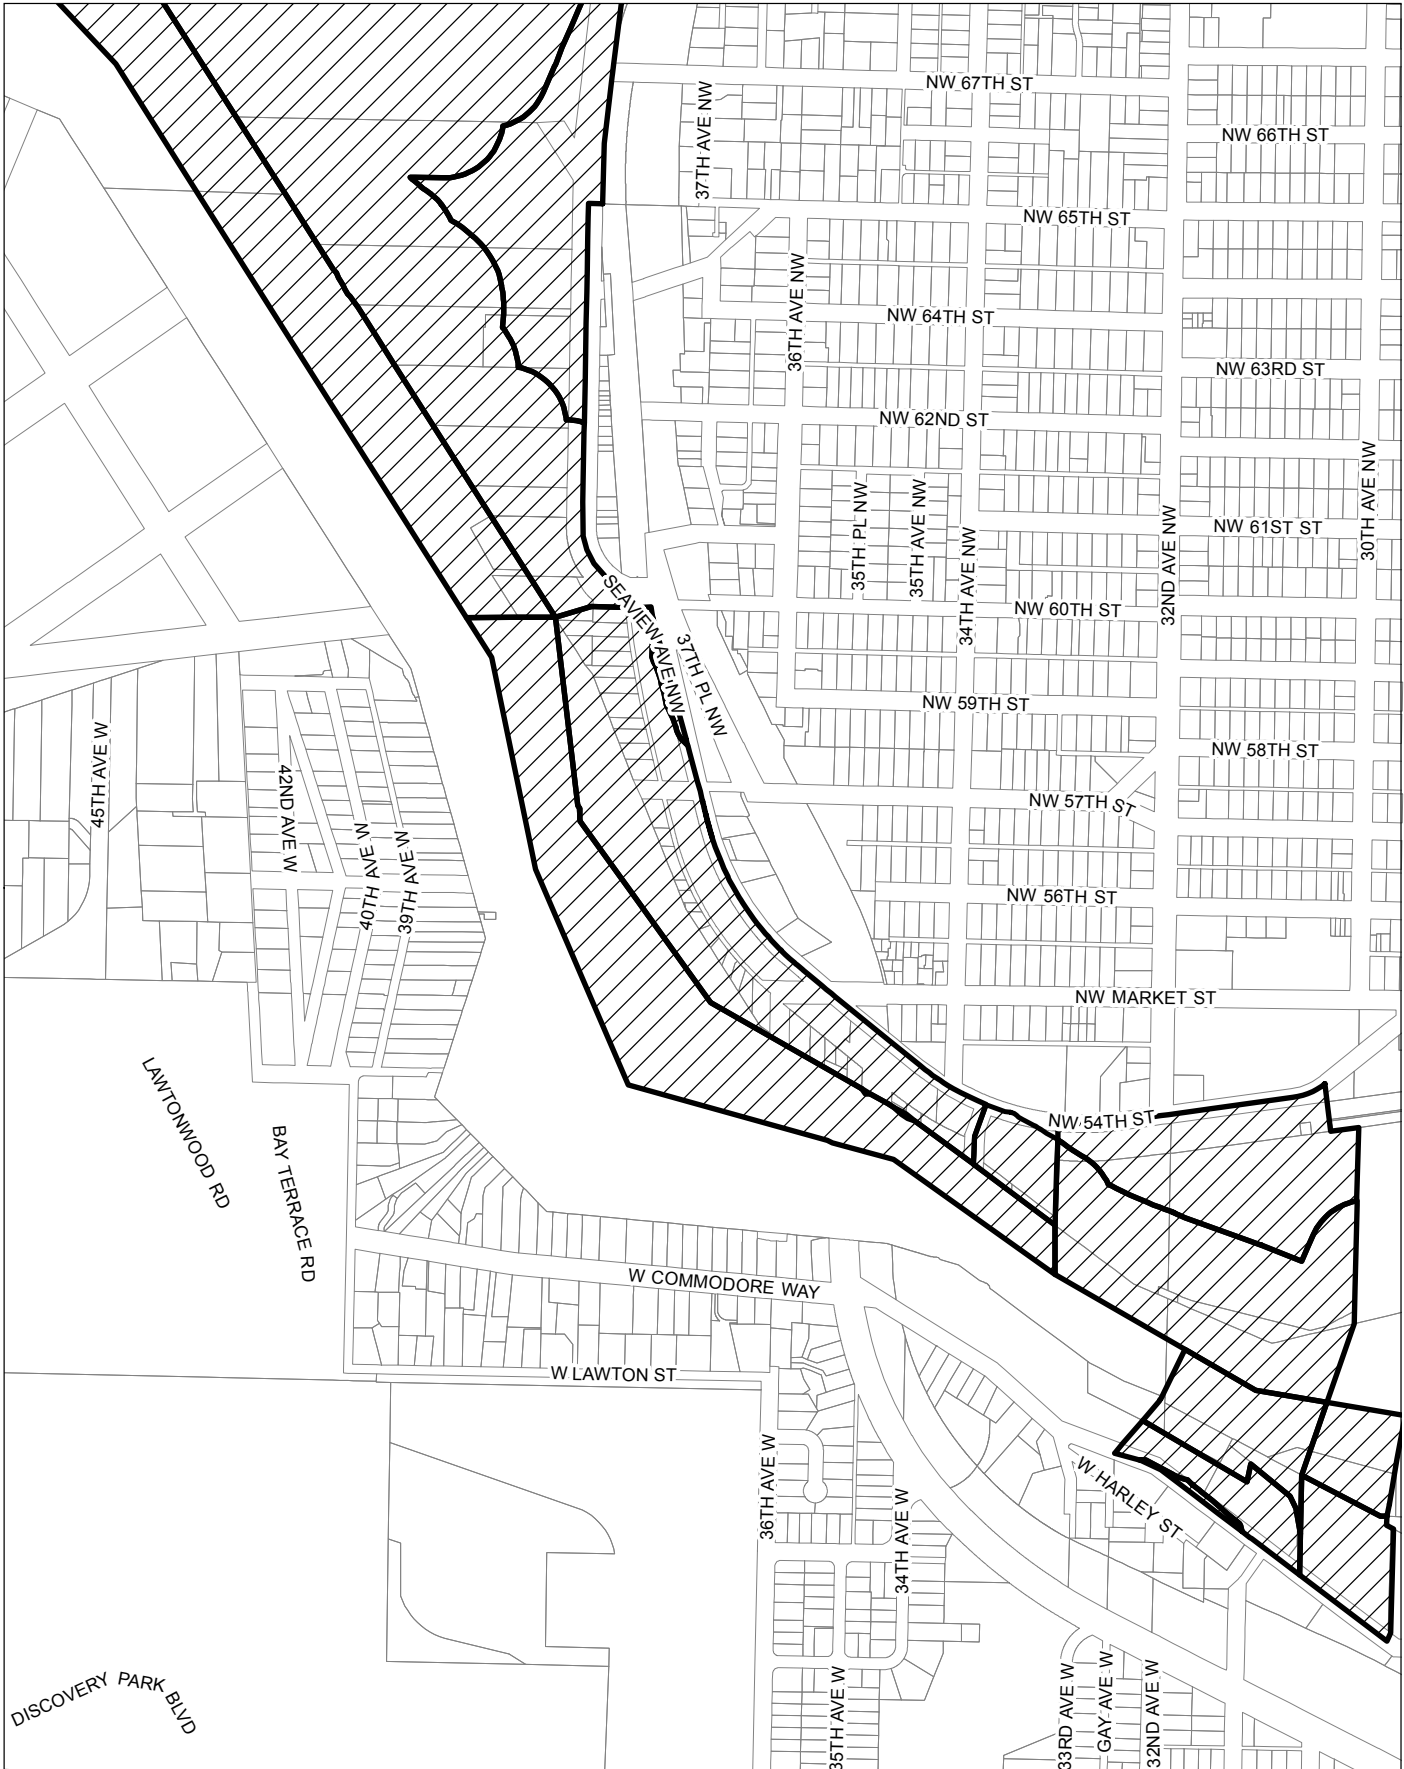 NW 67TH ST
37TH AVE NW
NW 66TH ST
NW 65TH ST
36TH AVE NW
NW 64TH ST
NW 63RD ST
NW 62ND ST
30TH AVE NW
35TH PL NW
35TH AVE NW
34TH AVE NW
32ND AVE NW
NW 61ST ST
SEAVIEW AVE NW
37TH PL NW
NW 60TH ST
NW 59TH ST
45TH AVE W
42ND AVE W
40TH AVE W
39TH AVE W
NW 58TH ST
NW 57TH ST
NW 56TH ST
NW MARKET ST
LAWTONWOOD RD
BAY TERRACE RD
NW 54TH ST
W COMMODORE WAY
W LAWTON ST
36TH AVE W
34TH AVE W
W HARLEY ST
DISCOVERY PARK BLVD
35TH AVE W
33RD AVE W
GAY AVE W
32ND AVE W